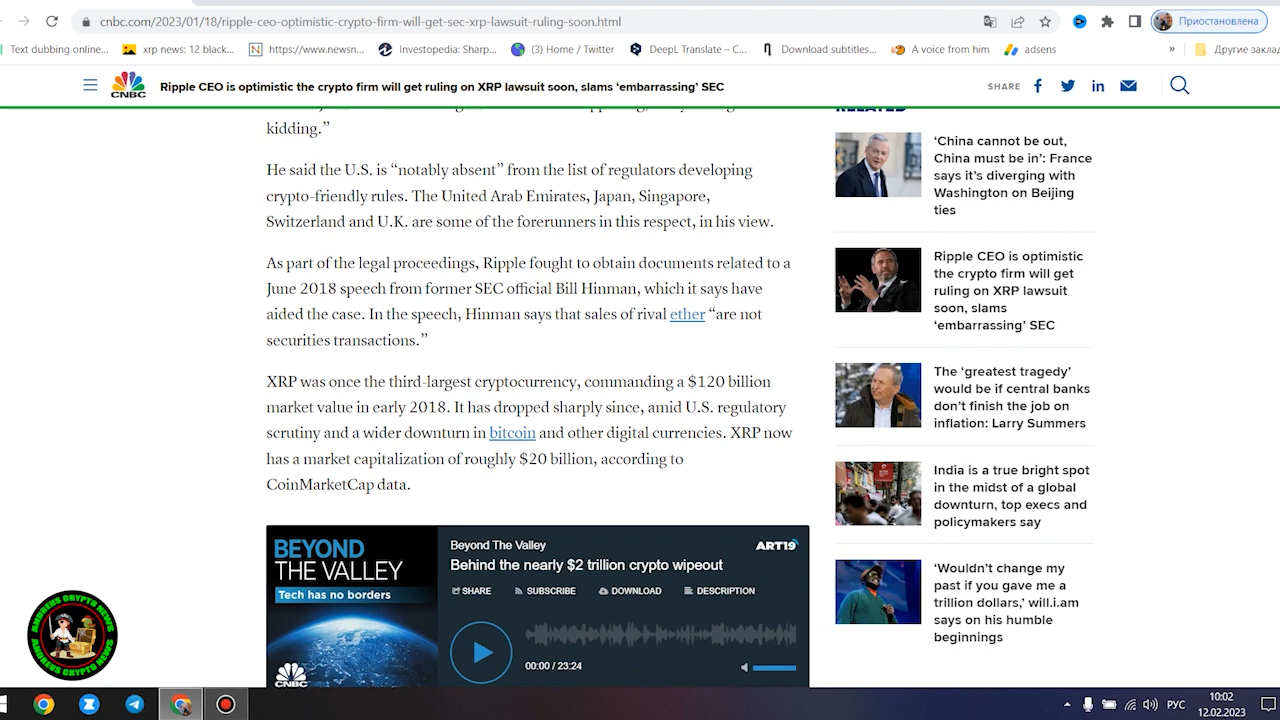 cnbc.com/2023/01/18/ripple-ceo-optimistic-crypto-firm-will-get-sec-xrp-lawsuit-ruling-soon.html
Приостановлена
Text dubbing online...
xrp news: 12 black...
https://www.newsn...
Investopedia: Sharp...
(3) Home / Twitter
DeepL Translate – C...
Download subtitles...
A voice from him
adsens
»
Другие закла
CNBC
Ripple CEO is optimistic the crypto firm will get ruling on XRP lawsuit soon, slams ‘embarrassing’ SEC
SHARE
kidding.”
He said the U.S. is “notably absent” from the list of regulators developing
crypto-friendly rules. The United Arab Emirates, Japan, Singapore,
Switzerland and U.K. are some of the forerunners in this respect, in his view.
As part of the legal proceedings, Ripple fought to obtain documents related to a
June 2018 speech from former SEC official Bill Hinman, which it says have
aided the case. In the speech, Hinman says that sales of rival ether “are not
securities transactions.”
XRP was once the third-largest cryptocurrency, commanding a $120 billion
market value in early 2018. It has dropped sharply since, amid U.S. regulatory
scrutiny and a wider downturn in bitcoin and other digital currencies. XRP now
has a market capitalization of roughly $20 billion, according to
CoinMarketCap data.
BEYOND
THE VALLEY
Tech has no borders
CNBC
Beyond The Valley
ART19
Behind the nearly $2 trillion crypto wipeout
SHARE
SUBSCRIBE
DOWNLOAD
DESCRIPTION
00:00 / 23:24
RELATED
‘China cannot be out,
China must be in’: France
says it’s diverging with
Washington on Beijing
ties
Ripple CEO is optimistic
the crypto firm will get
ruling on XRP lawsuit
soon, slams
‘embarrassing’ SEC
The ‘greatest tragedy’
would be if central banks
don’t finish the job on
inflation: Larry Summers
India is a true bright spot
in the midst of a global
downturn, top execs and
policymakers say
‘Wouldn’t change my
past if you gave me a
trillion dollars,’ will.i.am
says on his humble
beginnings
ANDREUS CRYPTO NEWS
ANDREUS CRYPTO NEWS
РУС
10:02
12.02.2023